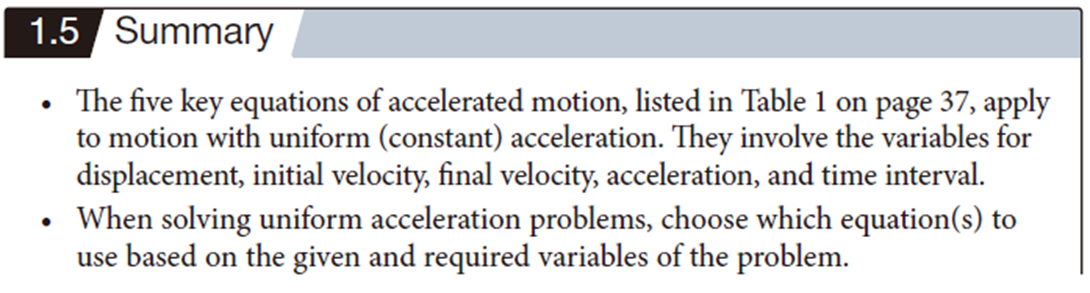 1.5 Summary
• The five key equations of accelerated motion, listed in Table 1 on page 37, apply
to motion with uniform (constant) acceleration. They involve the variables for
displacement, initial velocity, final velocity, acceleration, and time interval.
• When solving uniform acceleration problems, choose which equation(s) to
use based on the given and required variables of the problem.